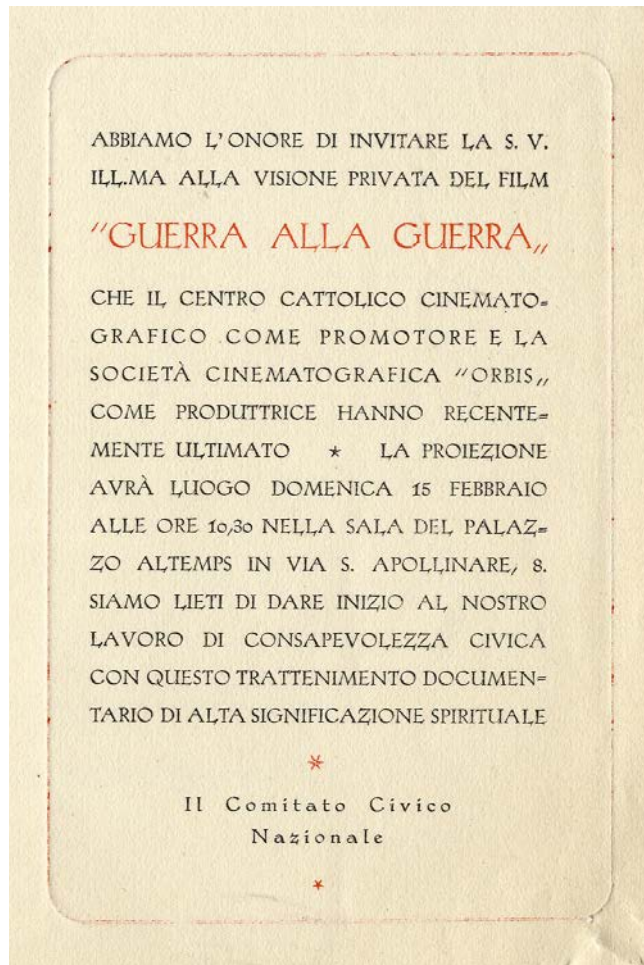 ABBIAMO L'ONORE DI INVITARE LA S. V.
ILL.MA ALLA VISIONE PRIVATA DEL FILM
"GUERRA ALLA GUERRA„
CHE IL CENTRO CATTOLICO CINEMATO=
GRAFICO COME PROMOTORE E LA
SOCIETÀ CINEMATOGRAFICA "ORBIS„
COME PRODUTTRICE HANNO RECENTE=
MENTE ULTIMATO * LA PROIEZIONE
AVRÀ LUOGO DOMENICA 15 FEBBRAIO
ALLE ORE 10,30 NELLA SALA DEL PALAZ=
ZO ALTEMPS IN VIA S. APOLLINARE, 8.
SIAMO LIETI DI DARE INIZIO AL NOSTRO
LAVORO DI CONSAPEVOLEZZA CIVICA
CON QUESTO TRATTENIMENTO DOCUMEN=
TARIO DI ALTA SIGNIFICAZIONE SPIRITUALE
*
Il Comitato Civico
Nazionale
*